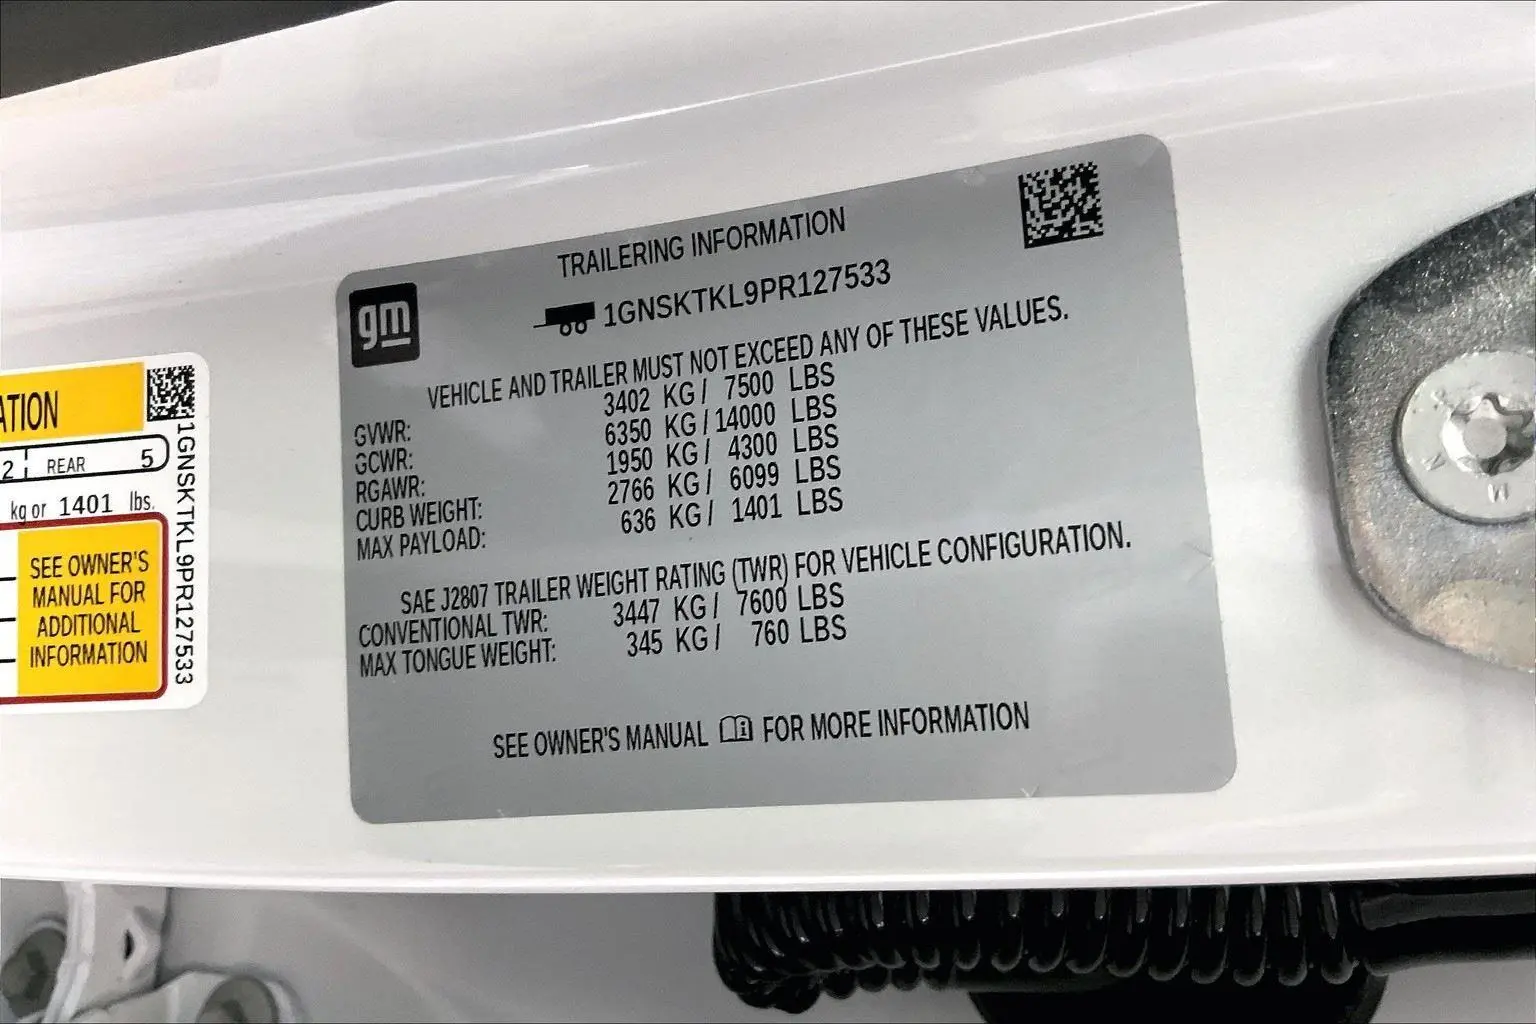 TRAILERING INFORMATION
gm
1GNSKTKL9PR127533
VEHICLE AND TRAILER MUST NOT EXCEED ANY OF THESE VALUES.
GVWR: 3402 KG / 7500 LBS
GCWR: 6350 KG / 14000 LBS
RGAWR: 1950 KG / 4300 LBS
CURB WEIGHT: 2766 KG / 6099 LBS
MAX PAYLOAD: 636 KG / 1401 LBS
SAE J2807 TRAILER WEIGHT RATING (TWR) FOR VEHICLE CONFIGURATION.
CONVENTIONAL TWR: 3447 KG / 7600 LBS
MAX TONGUE WEIGHT: 345 KG / 760 LBS
SEE OWNER'S MANUAL FOR MORE INFORMATION
ATION
2 REAR 5
kg or 1401 lbs.
SEE OWNER'S
MANUAL FOR
ADDITIONAL
INFORMATION
1GNSKTKL9PR127533